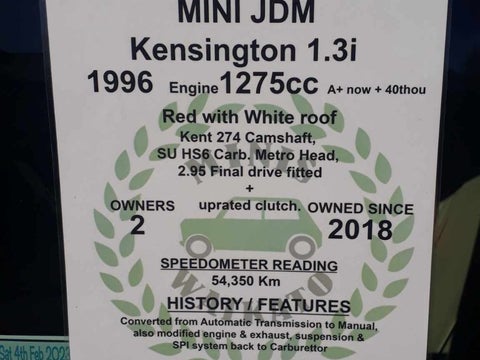 MINI JDM
Kensington 1.3i
1996 Engine 1275cc A+ now + 40thou
Red with White roof
Kent 274 Camshaft,
SU HS6 Carb. Metro Head,
2.95 Final drive fitted
+
uprated clutch.
OWNERS
2
OWNED SINCE
2018
SPEEDOMETER READING
54,350 Km
HISTORY / FEATURES
Converted from Automatic Transmission to Manual,
also modified engine & exhaust, suspension &
SPI system back to Carburettor
MINIS
WAIKATO
Sat 4th Feb 2023